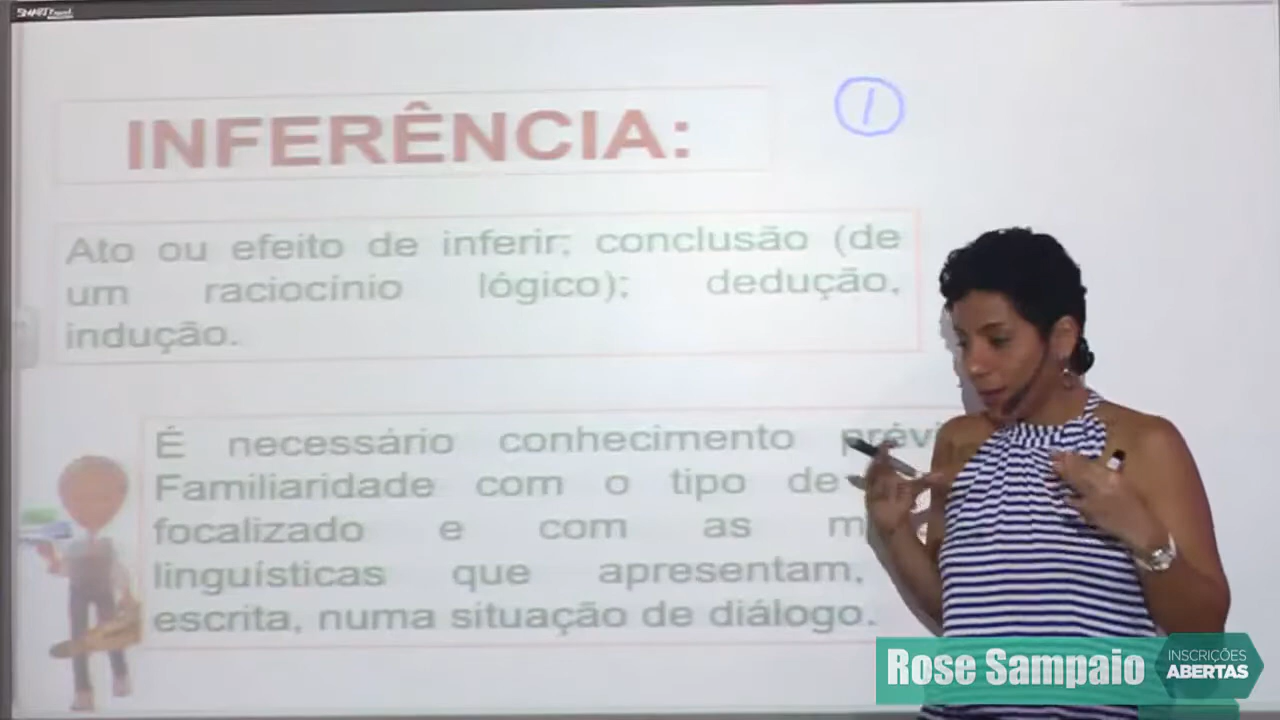 SMART
INFERÊNCIA:
1
Ato ou efeito de inferir; conclusão (de
um raciocínio lógico); dedução,
indução.
É necessário conhecimento
Familiaridade com o tipo de
focalizado e com as
linguísticas que apresentam,
escrita, numa situação de diálogo.
Rose Sampaio
INSCRIÇÕES
ABERTAS